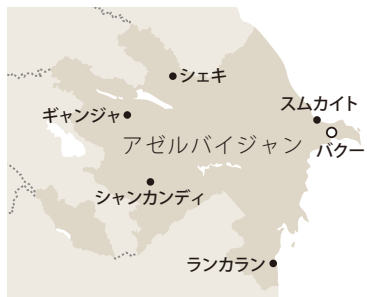 シェキ
スムカイト
ギャンジャ
アゼルバイジャン
バクー
シャンカンディ
ランカラン